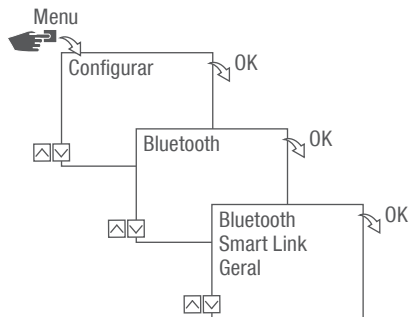 Menu
Configurar
OK
Bluetooth
OK
Bluetooth
Smart Link
Geral
OK